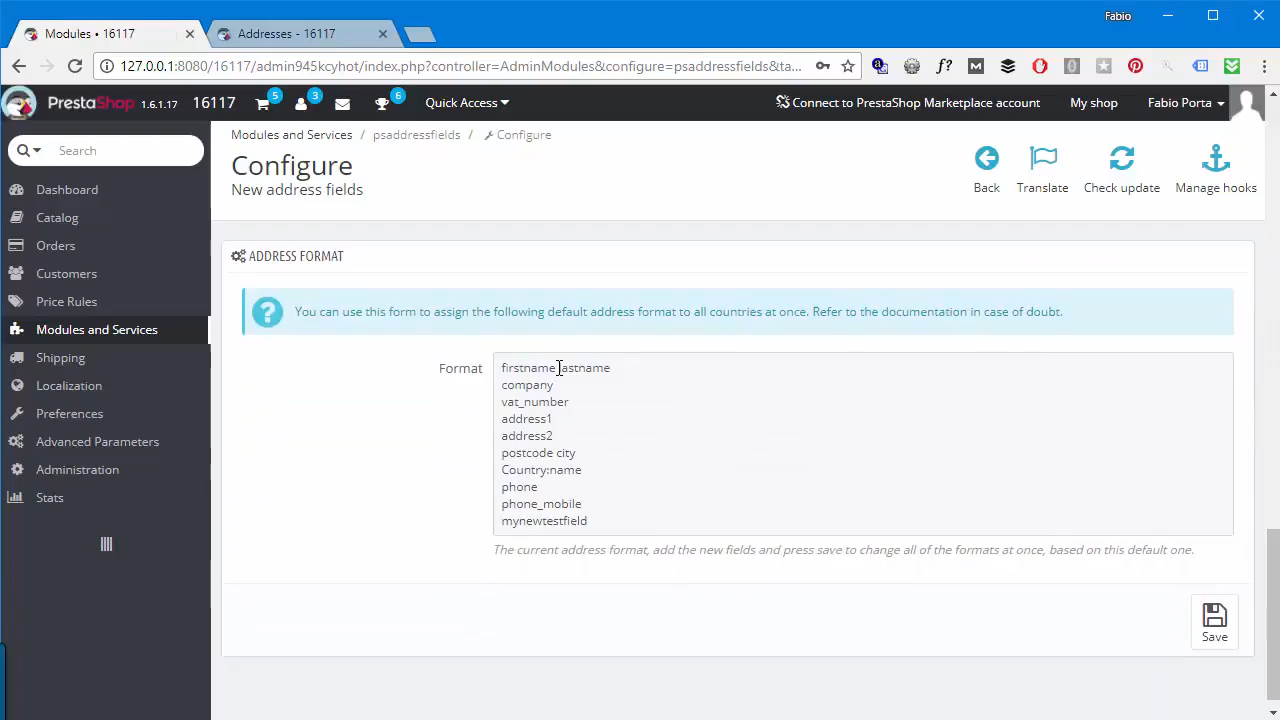 Fabio
Modules • 16117
Addresses - 16117
127.0.0.1:8080/16117/admin945kcyhot/index.php?controller=AdminModules&configure=psaddressfields&ta...
PrestaShop 1.6.1.17 16117 5 3 6 Quick Access Connect to PrestaShop Marketplace account My shop Fabio Porta
Search
Dashboard
Catalog
Orders
Customers
Price Rules
Modules and Services
Shipping
Localization
Preferences
Advanced Parameters
Administration
Stats
Modules and Services / psaddressfields / Configure
Configure
New address fields
Back Translate Check update Manage hooks
ADDRESS FORMAT
You can use this form to assign the following default address format to all countries at once. Refer to the documentation in case of doubt.
Format
firstname lastname
company
vat_number
address1
address2
postcode city
Country:name
phone
phone_mobile
mynewtestfield
The current address format, add the new fields and press save to change all of the formats at once, based on this default one.
Save